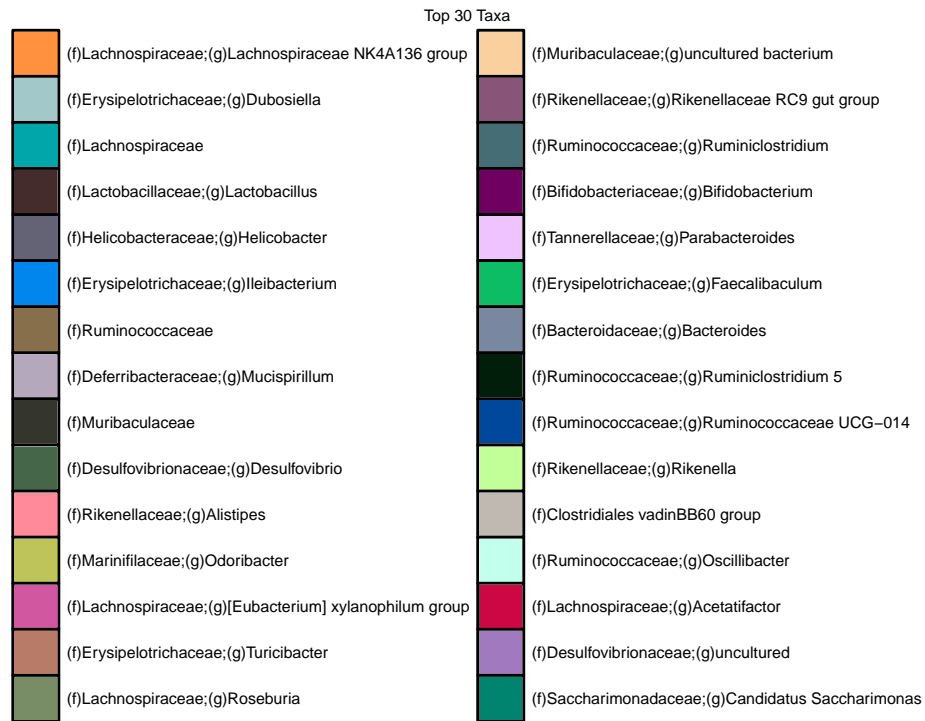 Top 30 Taxa
(f)Lachnospiraceae;(g)Lachnospiraceae NK4A136 group
(f)Erysipelotrichaceae;(g)Dubosiella
(f)Lachnospiraceae
(f)Lactobacillaceae;(g)Lactobacillus
(f)Helicobacteraceae;(g)Helicobacter
(f)Erysipelotrichaceae;(g)Ileibacterium
(f)Ruminococcaceae
(f)Deferribacteraceae;(g)Mucispirillum
(f)Muribaculaceae
(f)Desulfovibrionaceae;(g)Desulfovibrio
(f)Rikenellaceae;(g)Alistipes
(f)Marinifilaceae;(g)Odoribacter
(f)Lachnospiraceae;(g)[Eubacterium] xylanophilum group
(f)Erysipelotrichaceae;(g)Turicibacter
(f)Lachnospiraceae;(g)Roseburia
(f)Muribaculaceae;(g)uncultured bacterium
(f)Rikenellaceae;(g)Rikenellaceae RC9 gut group
(f)Ruminococcaceae;(g)Ruminiclostridium
(f)Bifidobacteriaceae;(g)Bifidobacterium
(f)Tannerellaceae;(g)Parabacteroides
(f)Erysipelotrichaceae;(g)Faecalibaculum
(f)Bacteroidaceae;(g)Bacteroides
(f)Ruminococcaceae;(g)Ruminiclostridium 5
(f)Ruminococcaceae;(g)Ruminococcaceae UCG−014
(f)Rikenellaceae;(g)Rikenella
(f)Clostridiales vadinBB60 group
(f)Ruminococcaceae;(g)Oscillibacter
(f)Lachnospiraceae;(g)Acetatifactor
(f)Desulfovibrionaceae;(g)uncultured
(f)Saccharimonadaceae;(g)Candidatus Saccharimonas